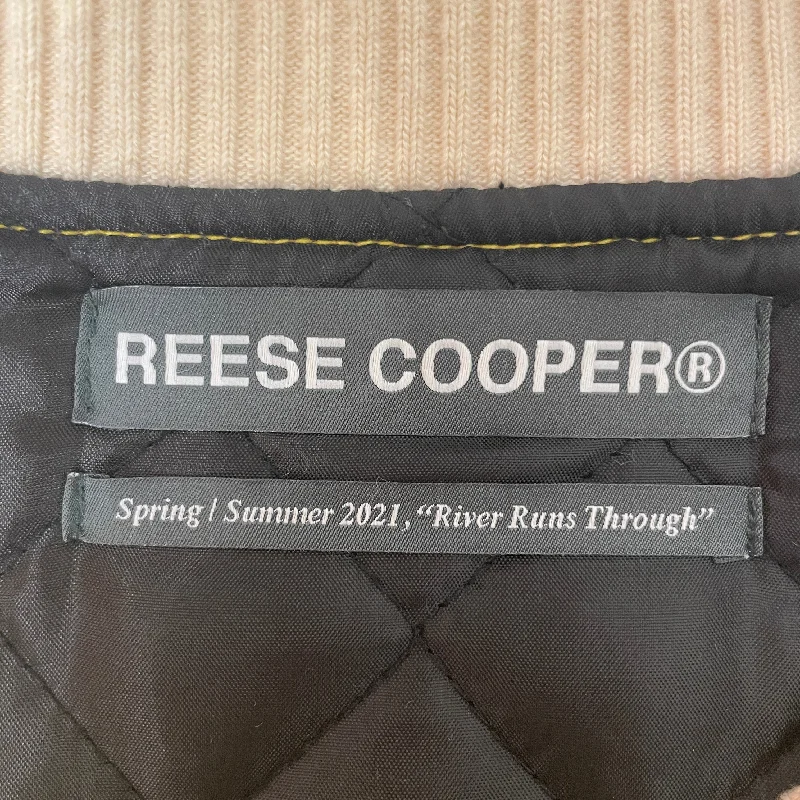 REESE COOPER®
Spring / Summer 2021, “River Runs Through”